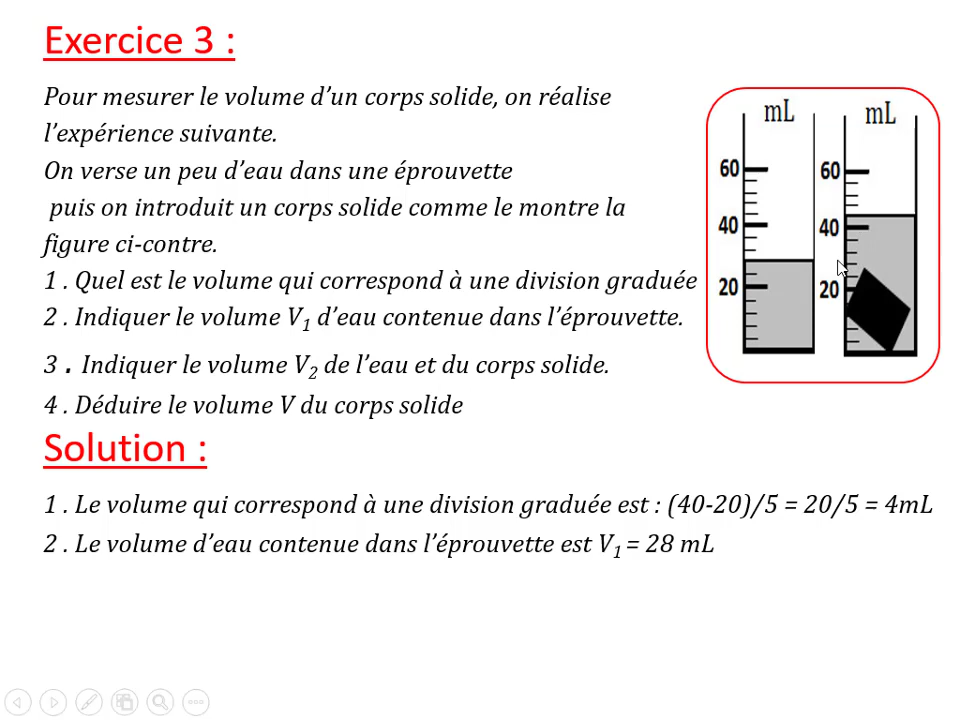 Exercice 3 :
Pour mesurer le volume d’un corps solide, on réalise
l’expérience suivante.
On verse un peu d’eau dans une éprouvette
puis on introduit un corps solide comme le montre la
figure ci-contre.
1 . Quel est le volume qui correspond à une division graduée
2 . Indiquer le volume V1 d’eau contenue dans l’éprouvette.
3 . Indiquer le volume V2 de l’eau et du corps solide.
4 . Déduire le volume V du corps solide
mL
60
40
20
mL
60
40
20
Solution :
1 . Le volume qui correspond à une division graduée est : (40-20)/5 = 20/5 = 4mL
2 . Le volume d’eau contenue dans l’éprouvette est V1 = 28 mL